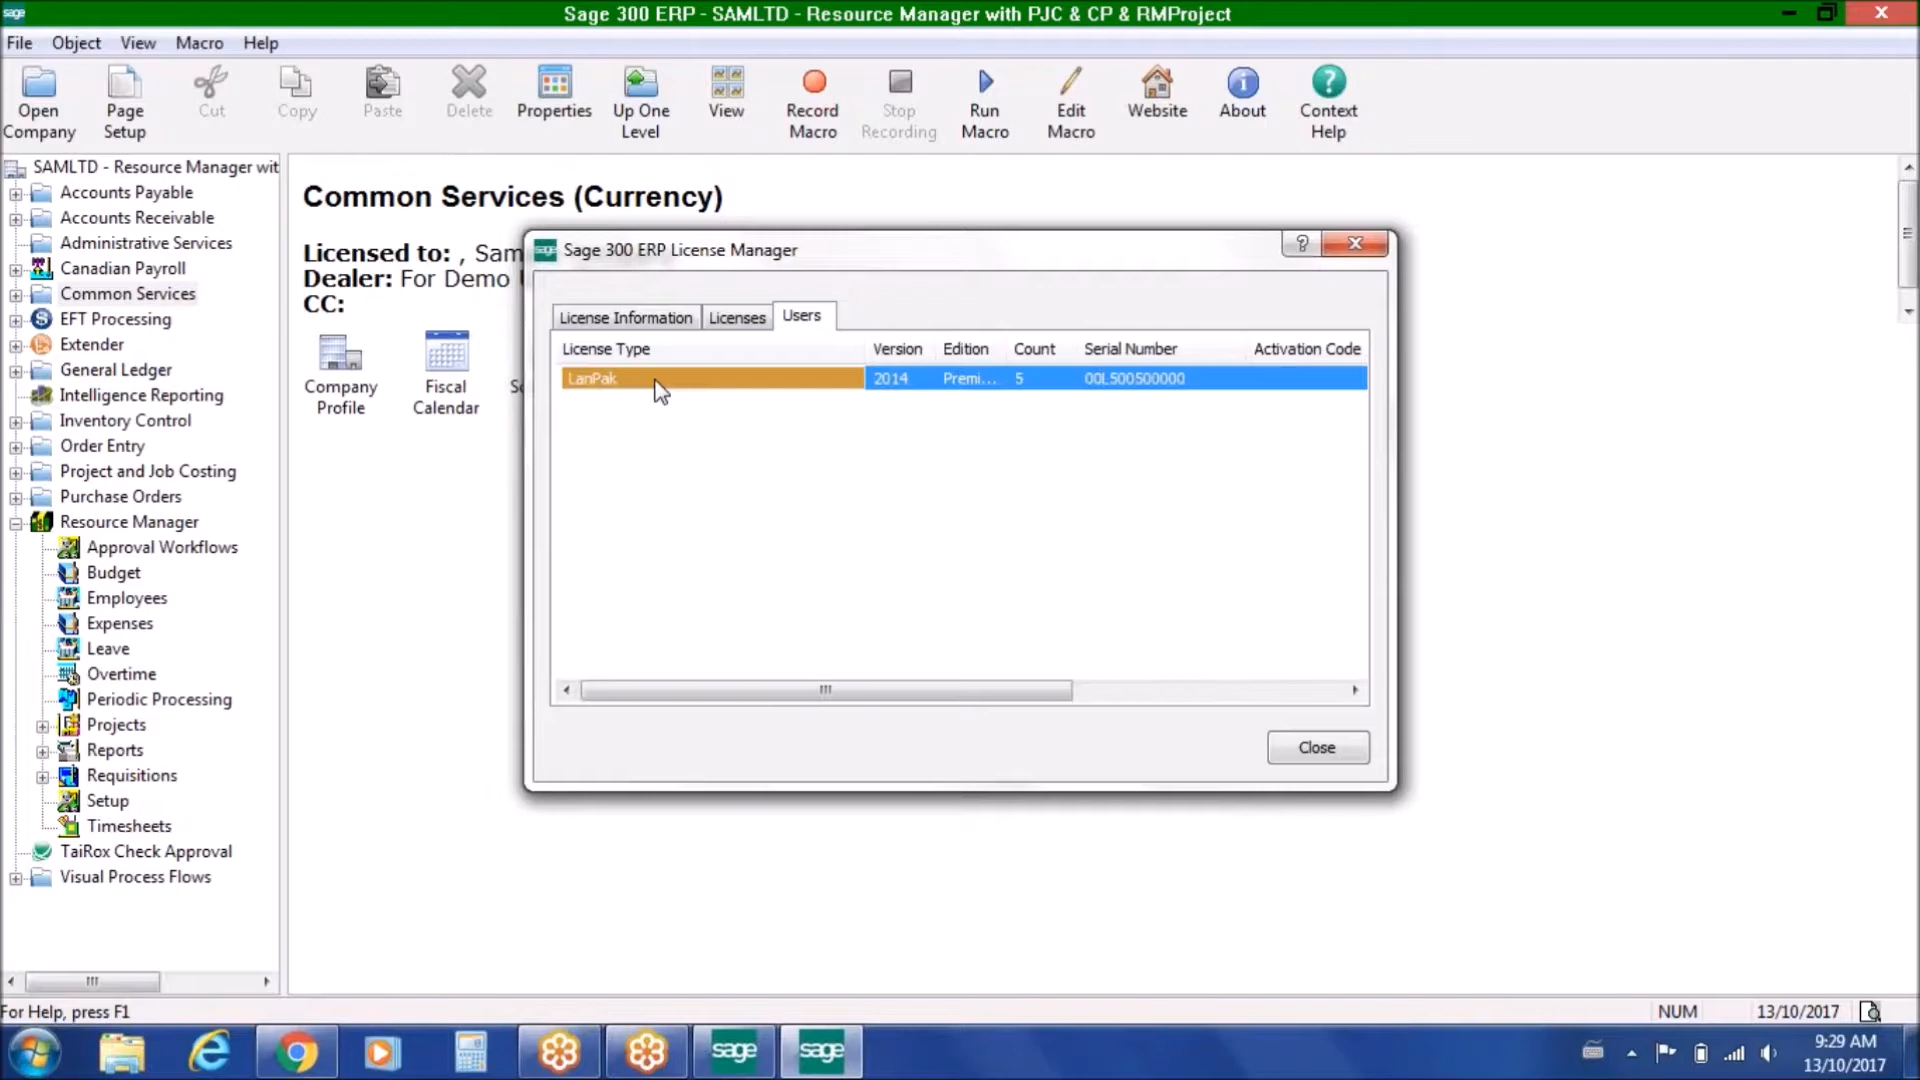 sage
Sage 300 ERP - SAMLTD - Resource Manager with PJC & CP & RMProject
File Object View Macro Help
Open Company
Page Setup
Cut
Copy
Paste
Delete
Properties
Up One Level
View
Record Macro
Stop Recording
Run Macro
Edit Macro
Website
About
Context Help
SAMLTD - Resource Manager wit
Accounts Payable
Accounts Receivable
Administrative Services
Canadian Payroll
Common Services
EFT Processing
Extender
General Ledger
Intelligence Reporting
Inventory Control
Order Entry
Project and Job Costing
Purchase Orders
Resource Manager
Approval Workflows
Budget
Employees
Expenses
Leave
Overtime
Periodic Processing
Projects
Reports
Requisitions
Setup
Timesheets
TaiRox Check Approval
Visual Process Flows
Common Services (Currency)
Licensed to: , Sam
Dealer: For Demo
CC:
Company Profile
Fiscal Calendar
sage Sage 300 ERP License Manager
License Information Licenses Users
License Type Version Edition Count Serial Number Activation Code
LanPak 2014 Premi... 5 00L500500000
Close
For Help, press F1
NUM 13/10/2017
sage sage
9:29 AM
13/10/2017